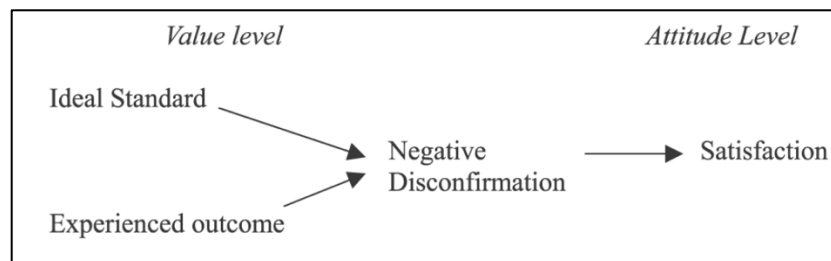 Value level
Attitude Level
Ideal Standard
Negative
Disconfirmation
Satisfaction
Experienced outcome